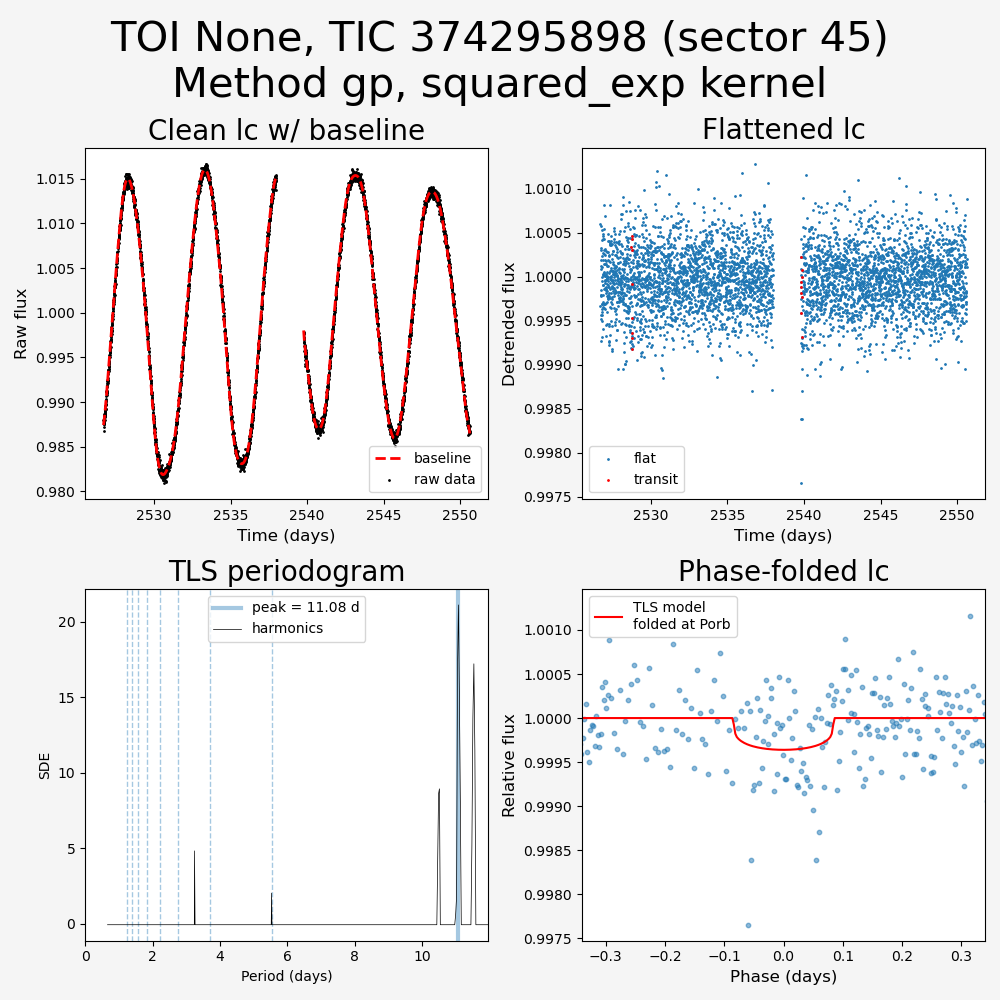 TOI None, TIC 374295898 (sector 45)
Method gp, squared_exp kernel
Clean lc w/ baseline
Raw flux
1.015
1.010
1.005
1.000
0.995
0.990
0.985
0.980
baseline
raw data
2530
2535
2540
2545
2550
Time (days)
Flattened lc
Detrended flux
1.0010
1.0005
1.0000
0.9995
0.9990
0.9985
0.9980
0.9975
flat
transit
2530
2535
2540
2545
2550
Time (days)
TLS periodogram
SDE
20
15
10
5
0
peak = 11.08 d
harmonics
0
2
4
6
8
10
Period (days)
Phase-folded lc
Relative flux
1.0010
1.0005
1.0000
0.9995
0.9990
0.9985
0.9980
0.9975
TLS model
folded at Porb
−0.3
−0.2
−0.1
0.0
0.1
0.2
0.3
Phase (days)